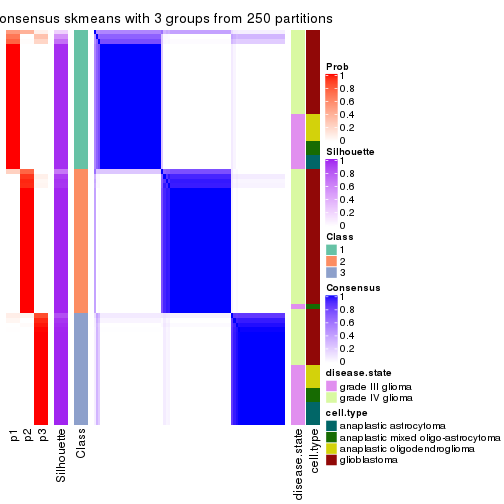 onsensus skmeans with 3 groups from 250 partitions
Prob
1
0.8
0.6
0.4
0.2
0
Silhouette
1
0.8
0.6
0.4
0.2
0
Class
1
2
3
Consensus
1
0.8
0.6
0.4
0.2
0
disease.state
grade III glioma
grade IV glioma
cell.type
anaplastic astrocytoma
anaplastic mixed oligo-astrocytoma
anaplastic oligodendroglioma
glioblastoma
p1
p2
p3
Silhouette
Class
disease.state
cell.type